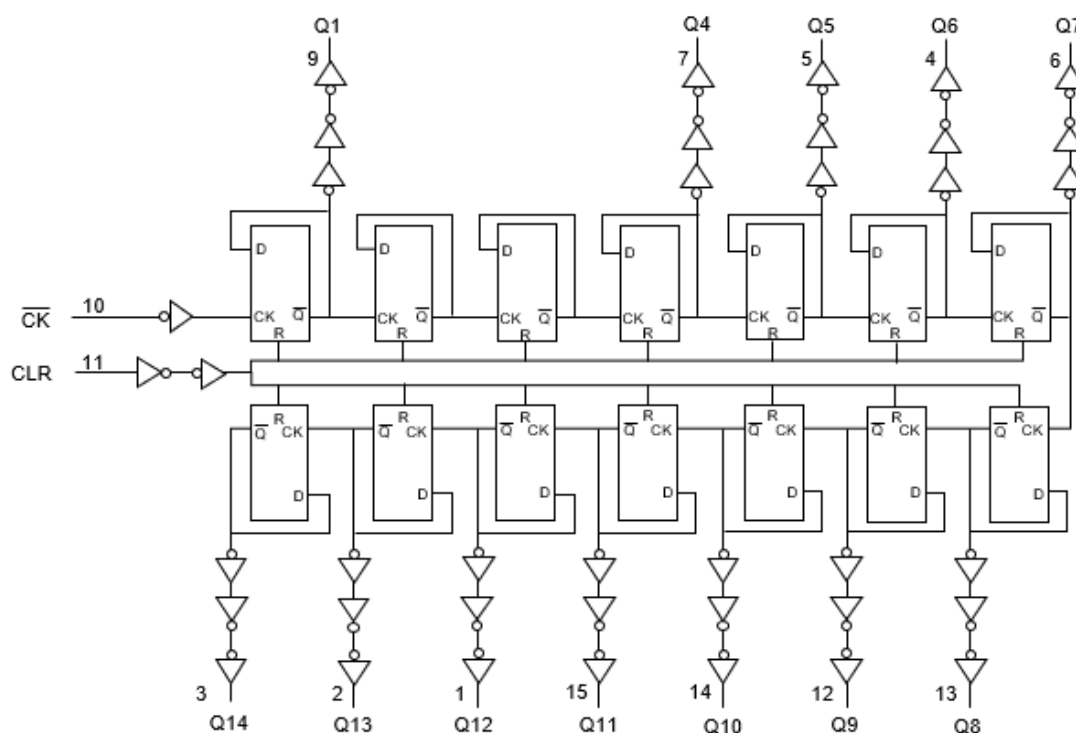 Q1 Q4 Q5 Q6 Q7
9 7 5 4 6
D D D D D D D
C̅K̅ 10 CK Q̅ CK Q̅ CK Q̅ CK Q̅ CK Q̅ CK Q̅ CK Q̅
R R R R R R R
CLR 11
R R R R R R R
Q̅ CK Q̅ CK Q̅ CK Q̅ CK Q̅ CK Q̅ CK Q̅ CK
D D D D D D D
3 2 1 15 14 12 13
Q14 Q13 Q12 Q11 Q10 Q9 Q8